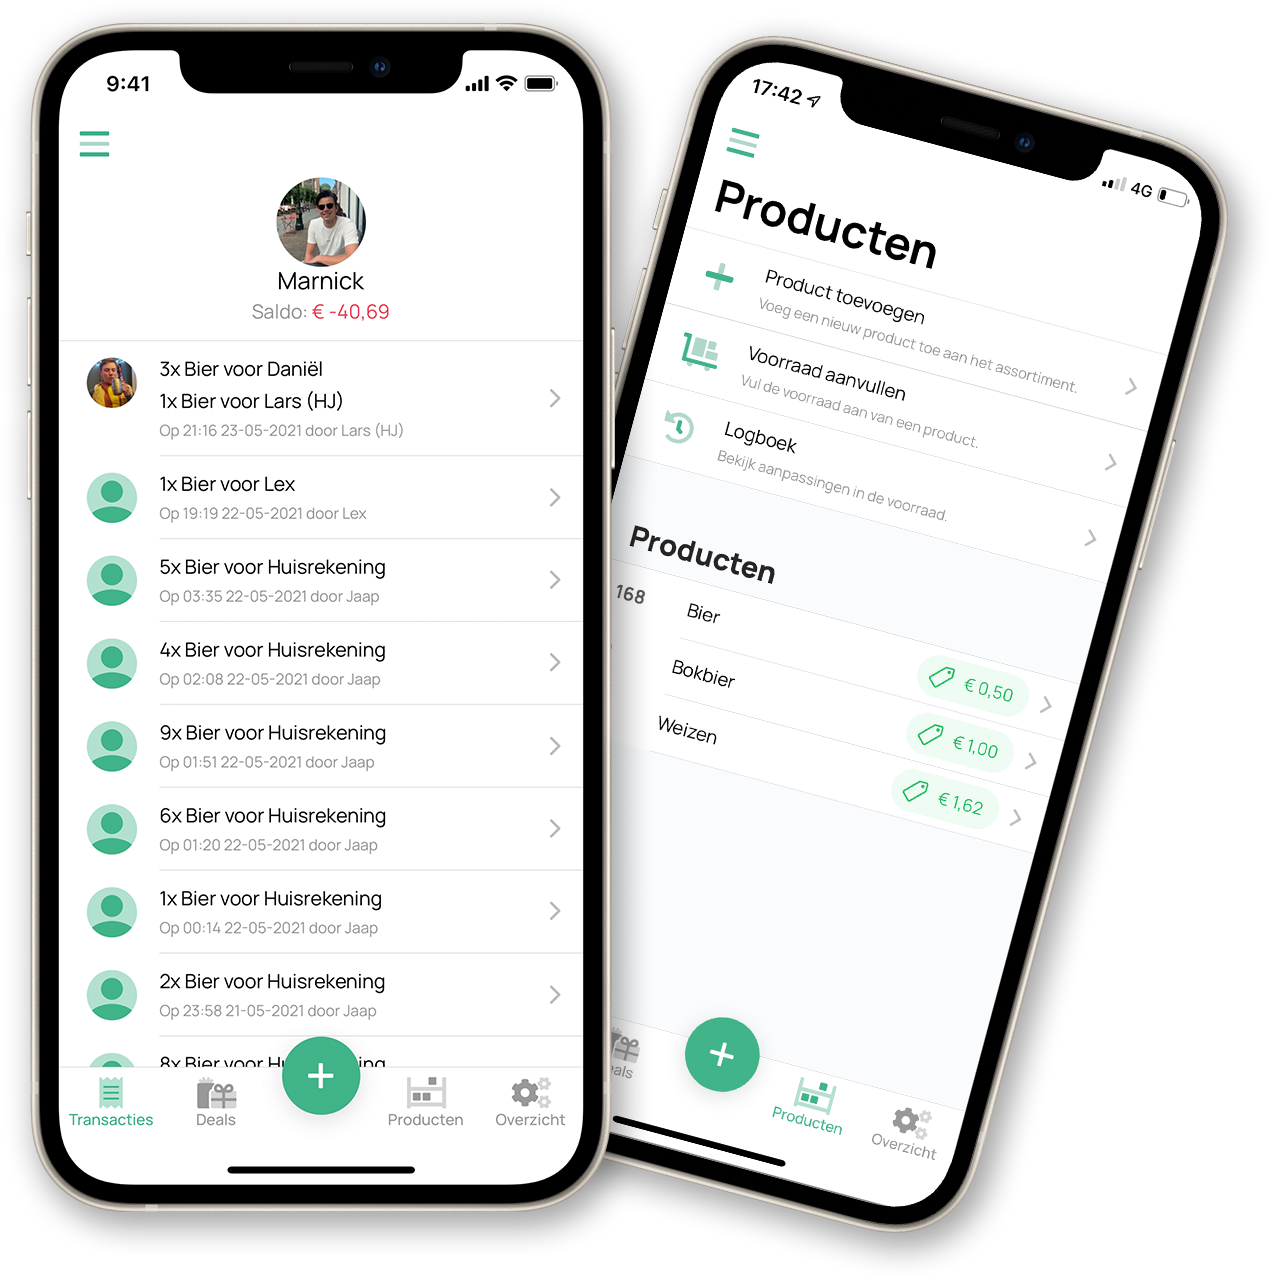 9:41
Marnick
Saldo: € -40,69
3x Bier voor Daniël
1x Bier voor Lars (HJ)
Op 21:16 23-05-2021 door Lars (HJ)
1x Bier voor Lex
Op 19:19 22-05-2021 door Lex
5x Bier voor Huisrekening
Op 03:35 22-05-2021 door Jaap
4x Bier voor Huisrekening
Op 02:08 22-05-2021 door Jaap
9x Bier voor Huisrekening
Op 01:51 22-05-2021 door Jaap
6x Bier voor Huisrekening
Op 01:20 22-05-2021 door Jaap
1x Bier voor Huisrekening
Op 00:14 22-05-2021 door Jaap
2x Bier voor Huisrekening
Op 23:58 21-05-2021 door Jaap
8x Bier voor H
Transacties
Deals
Producten
Overzicht
17:42
4G
Producten
Product toevoegen
Voeg een nieuw product toe aan het assortiment.
Voorraad aanvullen
Vul de voorraad aan van een product.
Logboek
Bekijk aanpassingen in de voorraad.
Producten
168 Bier € 0,50
Bokbier € 1,00
Weizen € 1,62
eals
Producten
Overzicht